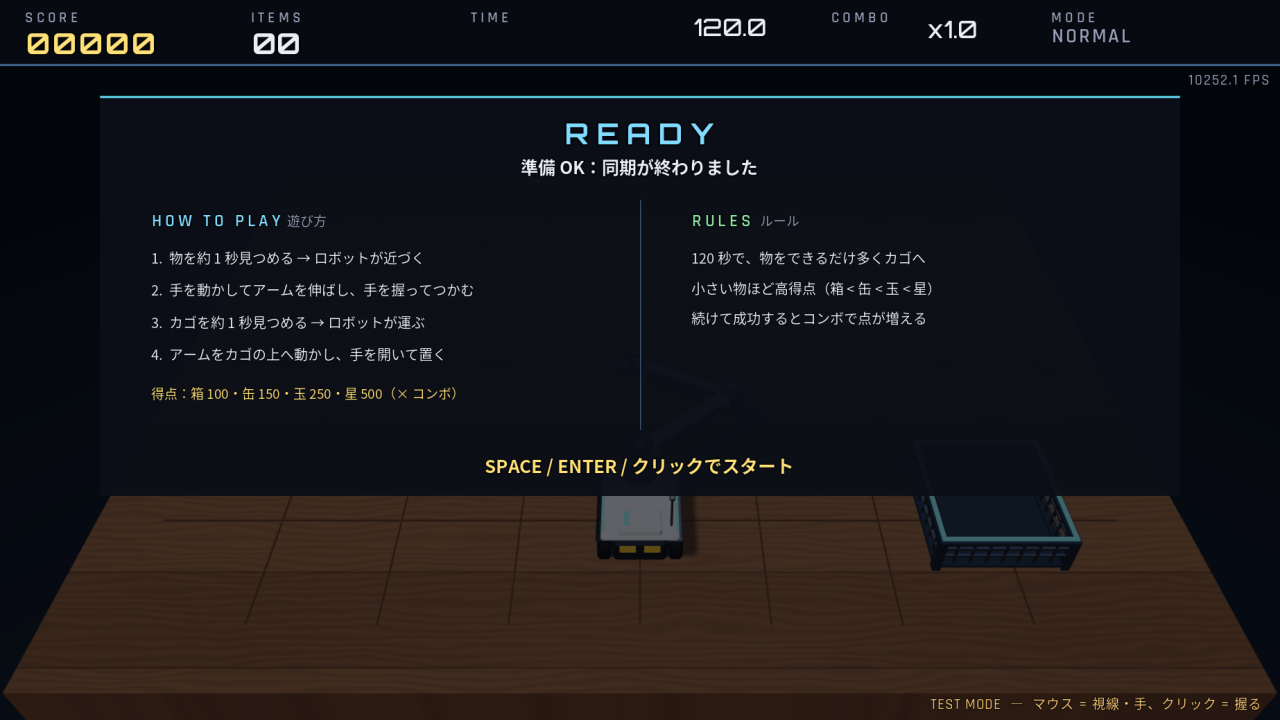 SCORE ITEMS TIME 120.0 COMBO x1.0 MODE
00000 00 NORMAL
10252.1 FPS
READY
準備 OK：同期が終わりました
HOW TO PLAY 遊び方
1. 物を約 1 秒見つめる → ロボットが近づく
2. 手を動かしてアームを伸ばし、手を握ってつかむ
3. カゴを約 1 秒見つめる → ロボットが運ぶ
4. アームをカゴの上へ動かし、手を開いて置く
得点：箱 100・缶 150・玉 250・星 500（× コンボ）
RULES ルール
120 秒で、物をできるだけ多くカゴへ
小さい物ほど高得点（箱 < 缶 < 玉 < 星）
続けて成功するとコンボで点が増える
SPACE / ENTER / クリックでスタート
TEST MODE — マウス = 視線・手、クリック = 握る